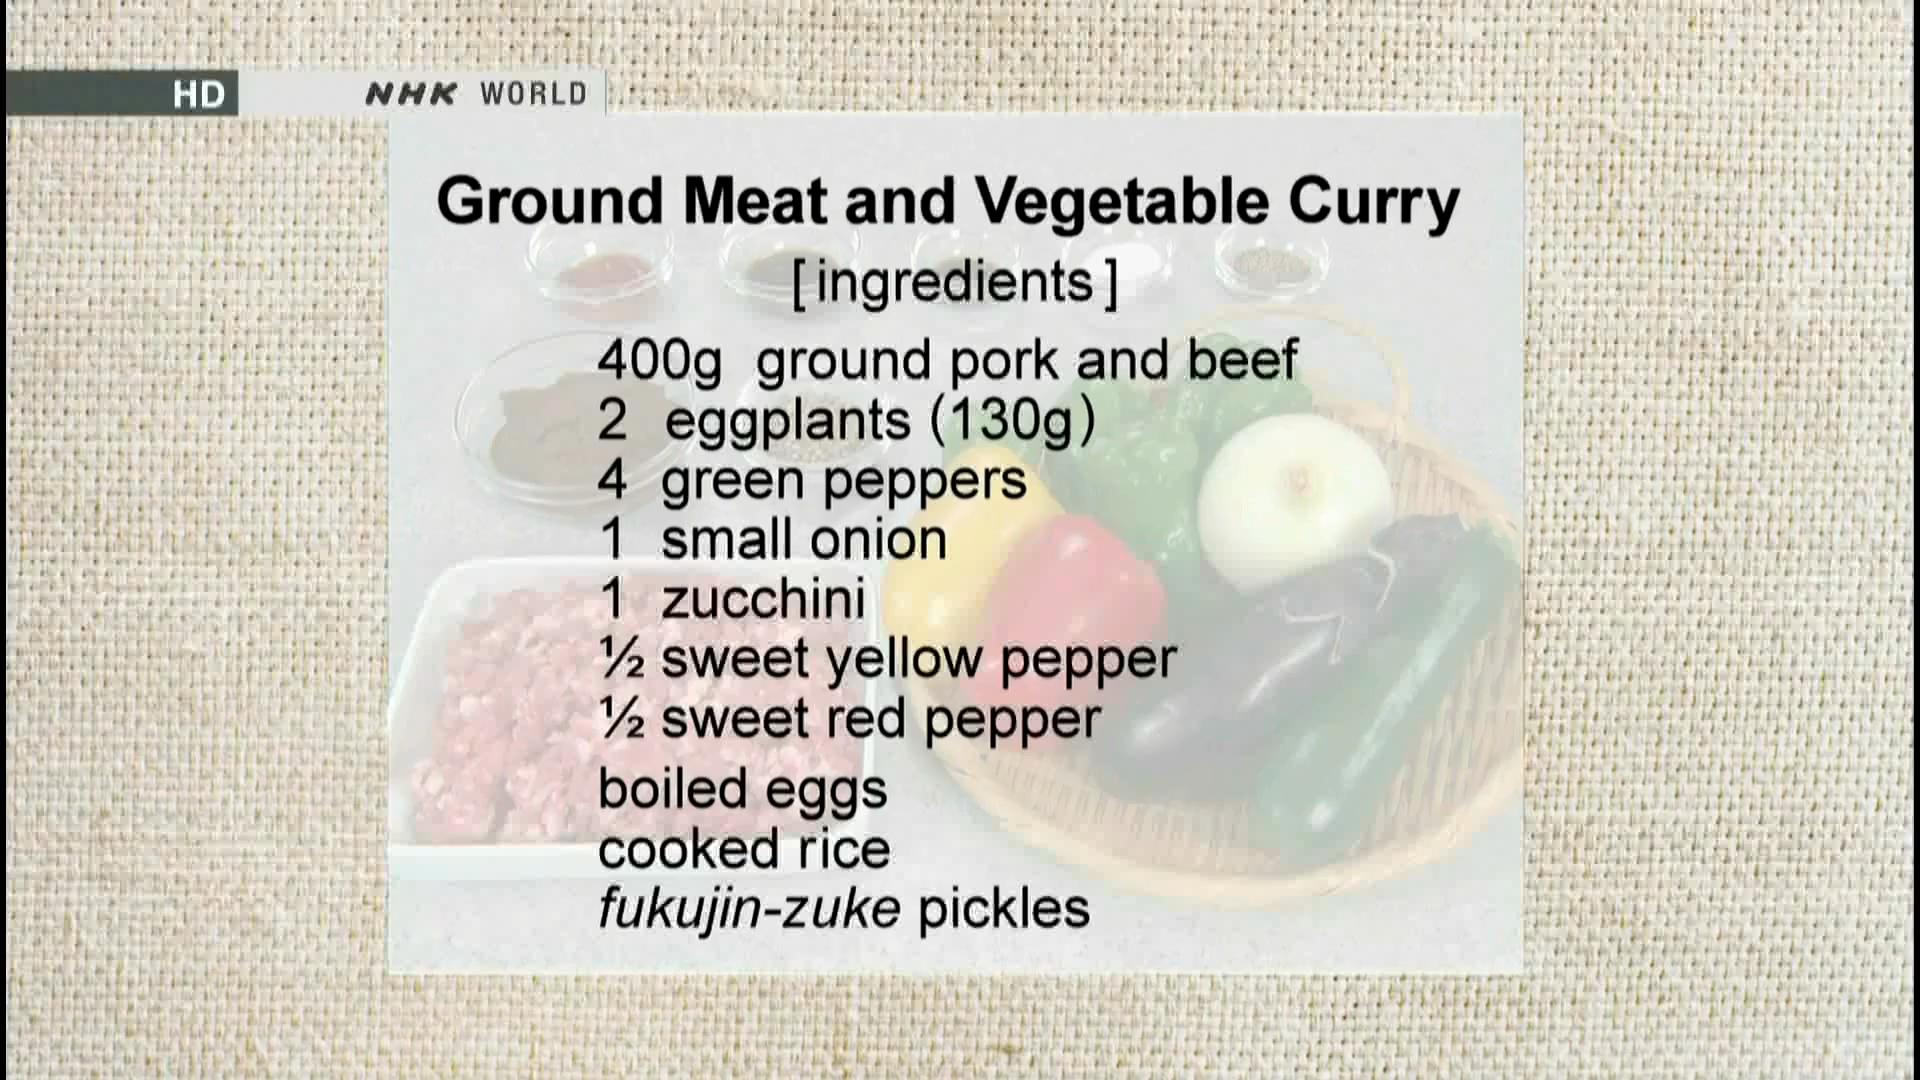 HD NHK WORLD
Ground Meat and Vegetable Curry
[ingredients]
400g ground pork and beef
2 eggplants (130g)
4 green peppers
1 small onion
1 zucchini
½ sweet yellow pepper
½ sweet red pepper
boiled eggs
cooked rice
fukujin-zuke pickles